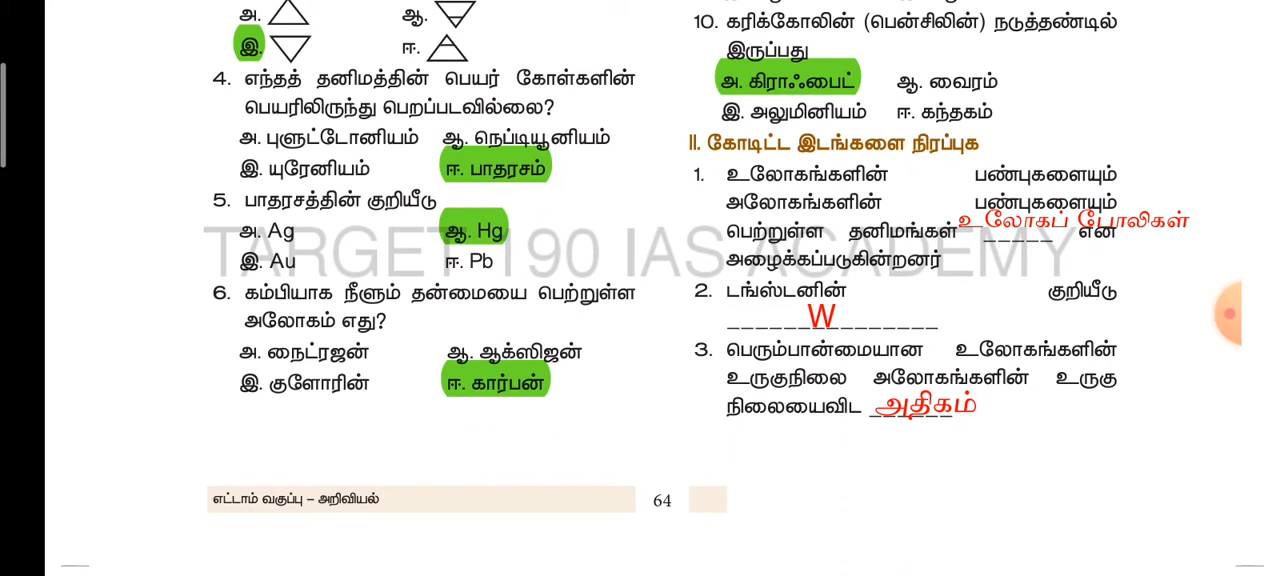 அ.
ஆ.
இ.
ஈ.
4. எந்தத் தனிமத்தின் பெயர் கோள்களின்
பெயரிலிருந்து பெறப்படவில்லை?
அ. புளுட்டோனியம் ஆ. நெப்டியூனியம்
இ. யுரேனியம் ஈ. பாதரசம்
5. பாதரசத்தின் குறியீடு
அ. Ag ஆ. Hg
இ. Au ஈ. Pb
6. கம்பியாக நீளும் தன்மையை பெற்றுள்ள
அலோகம் எது?
அ. நைட்ரஜன் ஆ. ஆக்ஸிஜன்
இ. குளோரின் ஈ. கார்பன்
10. கரிக்கோலின் (பென்சிலின்) நடுத்தண்டில்
இருப்பது
அ. கிராஃபைட் ஆ. வைரம்
இ. அலுமினியம் ஈ. கந்தகம்
II. கோடிட்ட இடங்களை நிரப்புக
1. உலோகங்களின் பண்புகளையும்
அலோகங்களின் பண்புகளையும்
பெற்றுள்ள தனிமங்கள் உலோகப் போலிகள் _____ என
அழைக்கப்படுகின்றனர்
2. டங்ஸ்டனின் குறியீடு
______W________
3. பெரும்பான்மையான உலோகங்களின்
உருகுநிலை அலோகங்களின் உருகு
நிலையைவிட அதிகம் ______
TARGET 190 IAS ACADEMY
எட்டாம் வகுப்பு – அறிவியல்
64